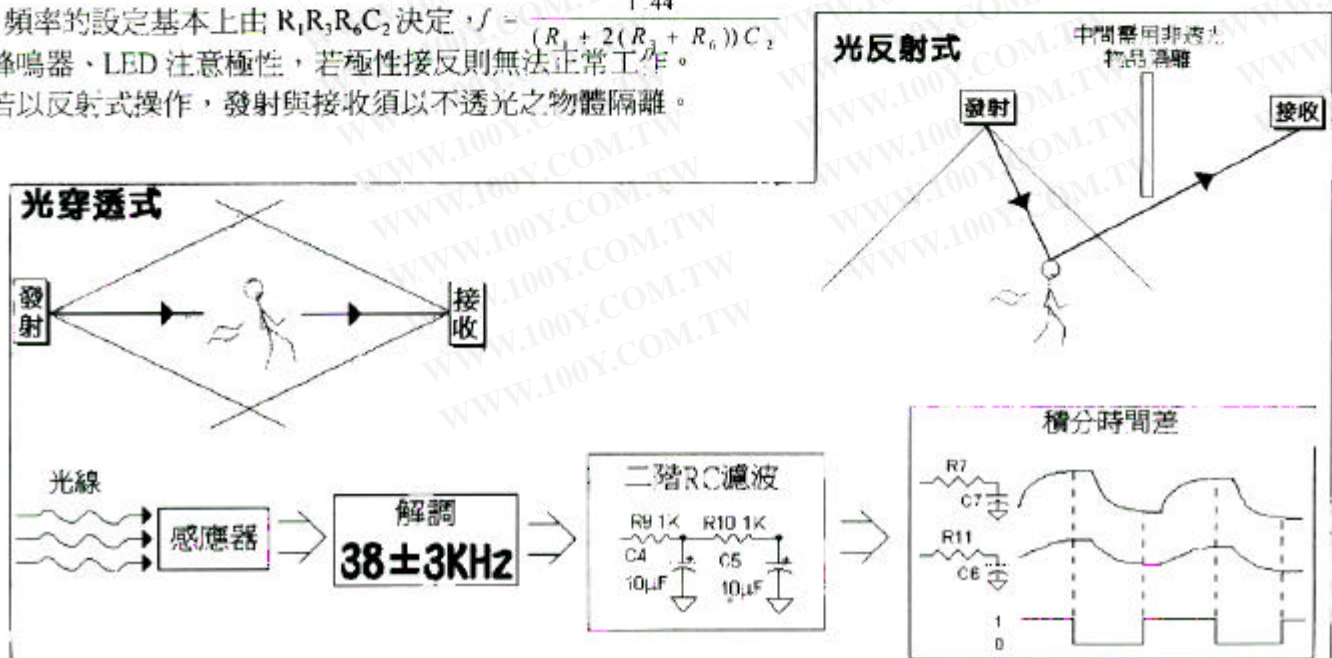 頻率的設定基本上由 R₁R₃R₆C₂ 決定，f = 1.44 / (R₁ + 2(R₃ + R₆))C₂
蜂鳴器、LED 注意極性，若極性接反則無法正常工作。
若以反射式操作，發射與接收須以不透光之物體隔離。
光反射式
中間需用非透光
物品隔離
發射
接收
光穿透式
發射
接收
光線
感應器
解調
38±3KHz
二階RC濾波
R9 1K R10 1K
C4 C5
10μF 10μF
積分時間差
R7
C7
R11
C6
1
0
WWW.100Y.COM.TW